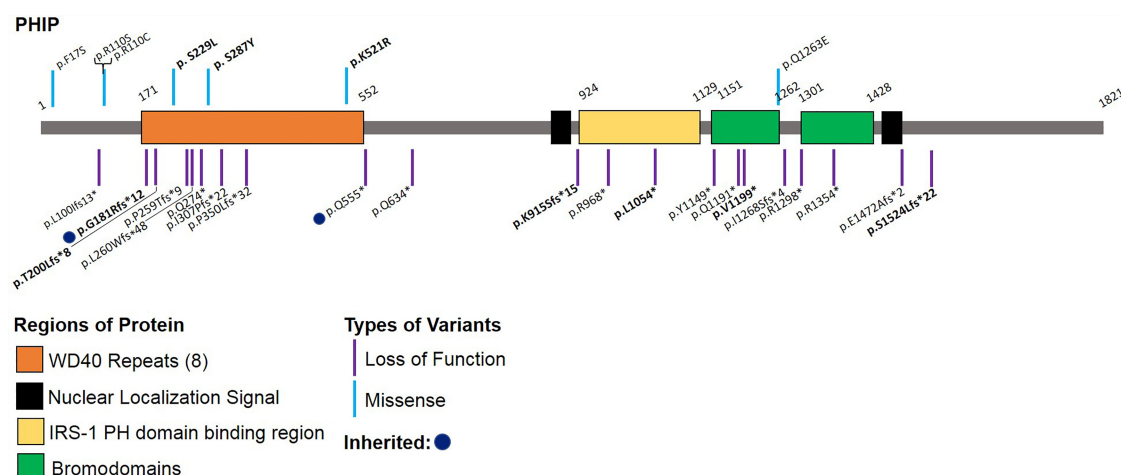 PHIP
p.F17S
p.R110S
p.R110C
p. S229L
p. S287Y
p.K521R
p.Q1263E
1
171
552
924
1129
1151
1262
1301
1428
1821
p.L100Ifs13*
p.G181Rfs*12
p.T200Lfs*8
p.P259Tfs*9
p.L260Wfs*48
p.Q274*
p.I307Pfs*22
p.P350Lfs*32
p.Q555*
p.Q634*
p.K915Sfs*15
p.R968*
p.L1054*
p.Y1149*
p.Q1191*
p.V1199*
p.I1268Sfs*4
p.R1298*
p.R1354*
p.E1472Afs*2
p.S1524Lfs*22
Regions of Protein
WD40 Repeats (8)
Nuclear Localization Signal
IRS-1 PH domain binding region
Bromodomains
Types of Variants
Loss of Function
Missense
Inherited: